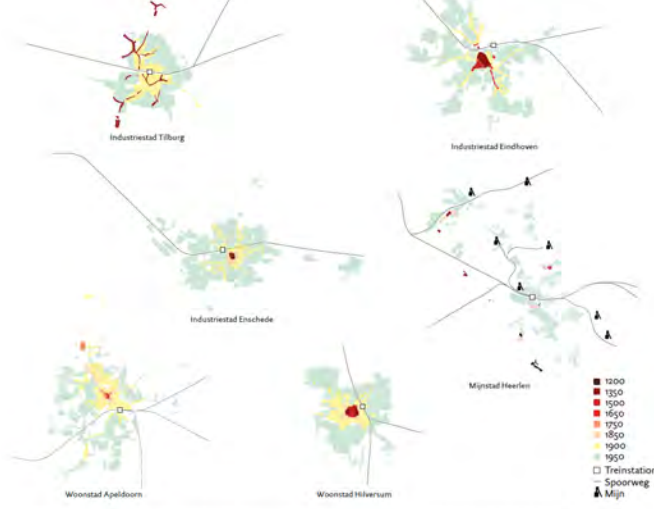 Industriestad Tilburg
Industriestad Eindhoven
Industriestad Enschede
Mijnstad Heerlen
Woonstad Apeldoorn
Woonstad Hilversum
1200
1350
1500
1650
1750
1850
1900
1950
Treinstation
Spoorweg
Mijn